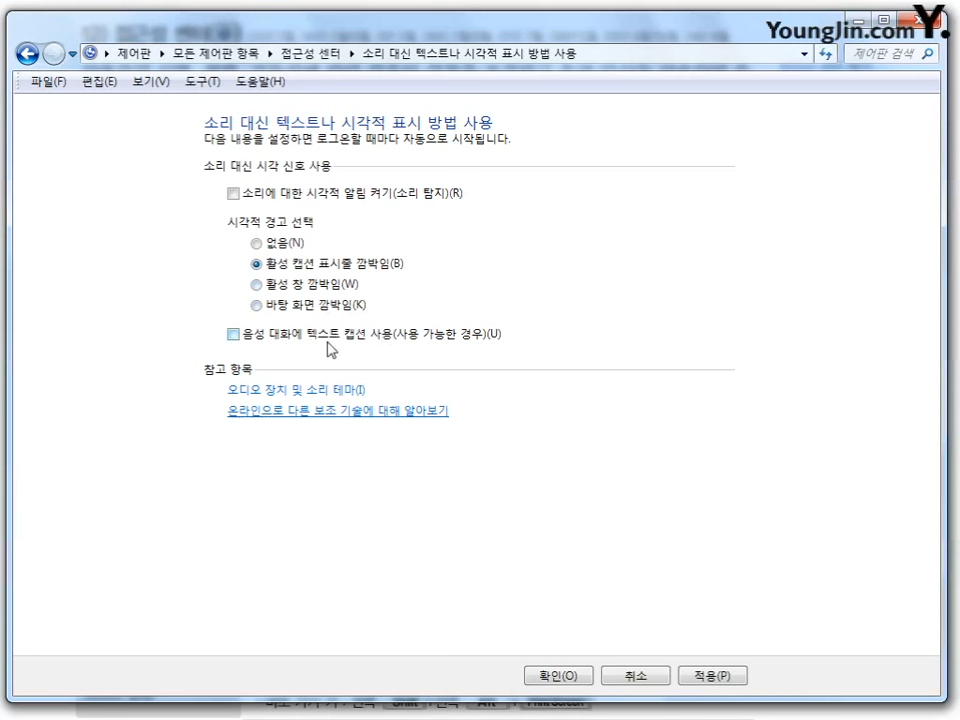 YoungJin.com Y.
제어판 ▸ 모든 제어판 항목 ▸ 접근성 센터 ▸ 소리 대신 텍스트나 시각적 표시 방법 사용
제어판 검색
파일(F) 편집(E) 보기(V) 도구(T) 도움말(H)
소리 대신 텍스트나 시각적 표시 방법 사용
다음 내용을 설정하면 로그온할 때마다 자동으로 시작됩니다.
소리 대신 시각 신호 사용
소리에 대한 시각적 알림 켜기(소리 탐지)(R)
시각적 경고 선택
없음(N)
활성 캡션 표시줄 깜박임(B)
활성 창 깜박임(W)
바탕 화면 깜박임(K)
음성 대화에 텍스트 캡션 사용(사용 가능한 경우)(U)
참고 항목
오디오 장치 및 소리 테마(I)
온라인으로 다른 보조 기술에 대해 알아보기
확인(O) 취소 적용(P)